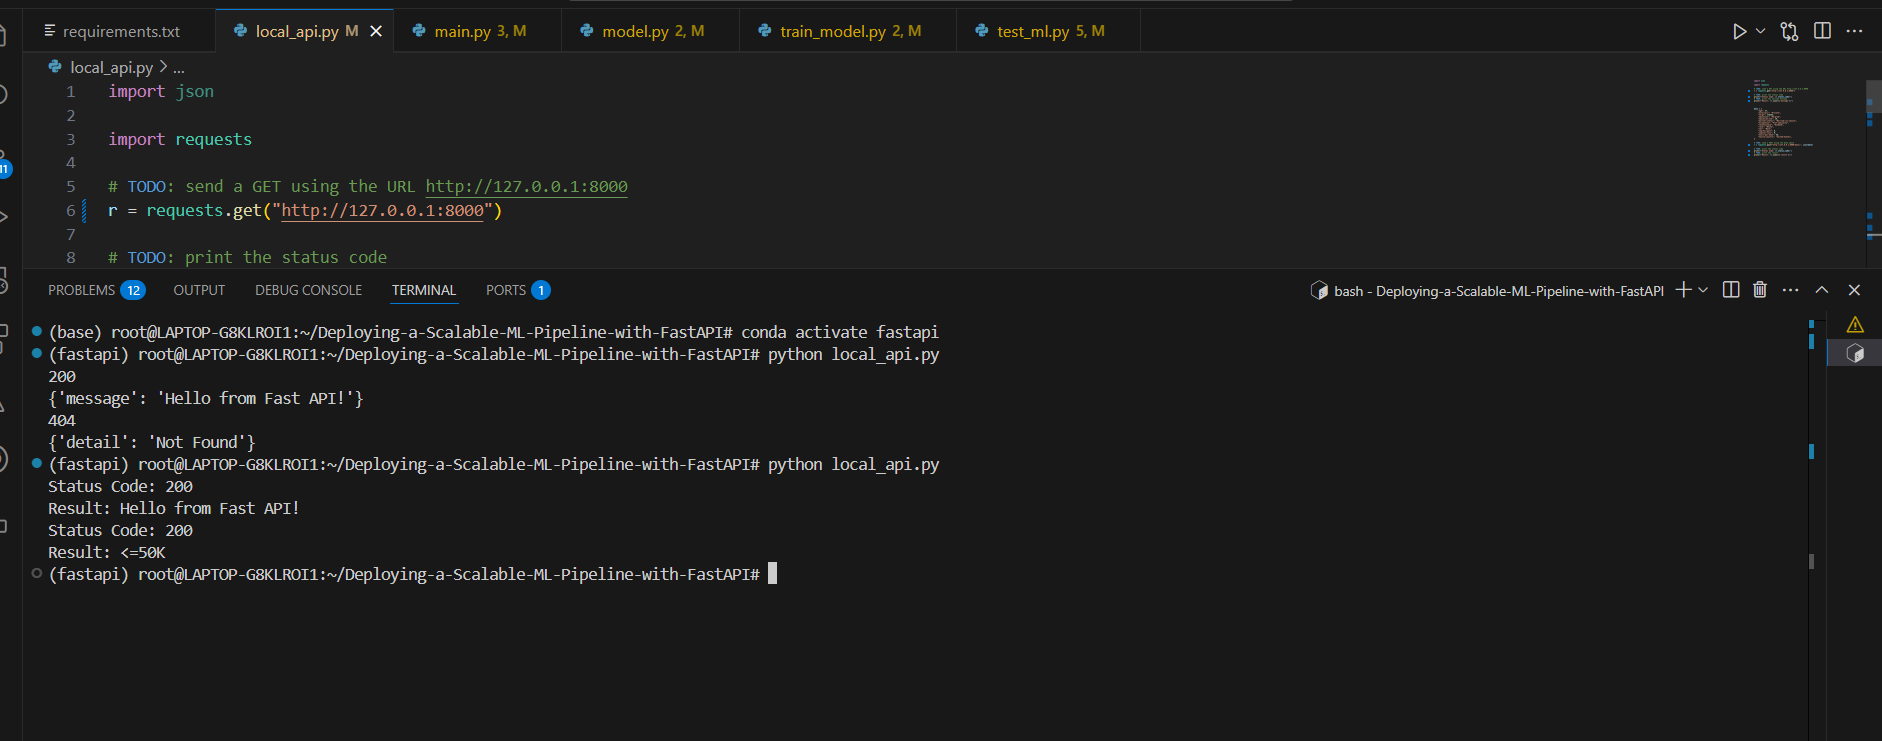 requirements.txt
local_api.py M
main.py 3, M
model.py 2, M
train_model.py 2, M
test_ml.py 5, M
local_api.py > ...
1 import json
2
3 import requests
4
5 # TODO: send a GET using the URL http://127.0.0.1:8000
6 r = requests.get("http://127.0.0.1:8000")
7
8 # TODO: print the status code
11
PROBLEMS 12
OUTPUT
DEBUG CONSOLE
TERMINAL
PORTS 1
bash - Deploying-a-Scalable-ML-Pipeline-with-FastAPI
(base) root@LAPTOP-G8KLROI1:~/Deploying-a-Scalable-ML-Pipeline-with-FastAPI# conda activate fastapi
(fastapi) root@LAPTOP-G8KLROI1:~/Deploying-a-Scalable-ML-Pipeline-with-FastAPI# python local_api.py
200
{'message': 'Hello from Fast API!'}
404
{'detail': 'Not Found'}
(fastapi) root@LAPTOP-G8KLROI1:~/Deploying-a-Scalable-ML-Pipeline-with-FastAPI# python local_api.py
Status Code: 200
Result: Hello from Fast API!
Status Code: 200
Result: <=50K
(fastapi) root@LAPTOP-G8KLROI1:~/Deploying-a-Scalable-ML-Pipeline-with-FastAPI#